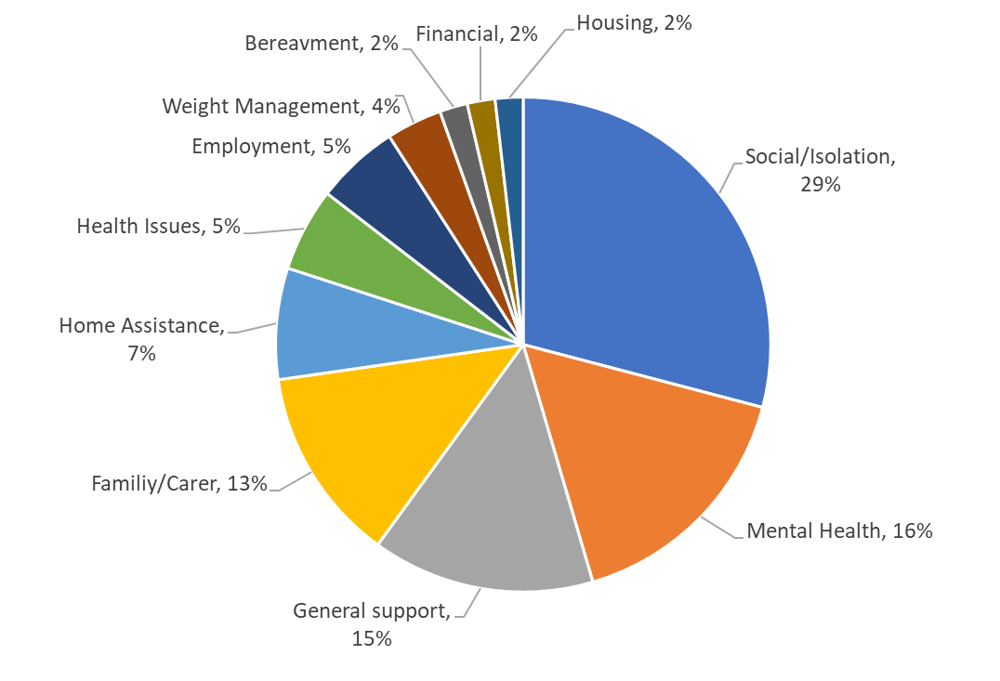 Housing, 2%
Financial, 2%
Bereavment, 2%
Weight Management, 4%
Employment, 5%
Social/Isolation,
29%
Health Issues, 5%
Home Assistance,
7%
Familiy/Carer, 13%
Mental Health, 16%
General support,
15%